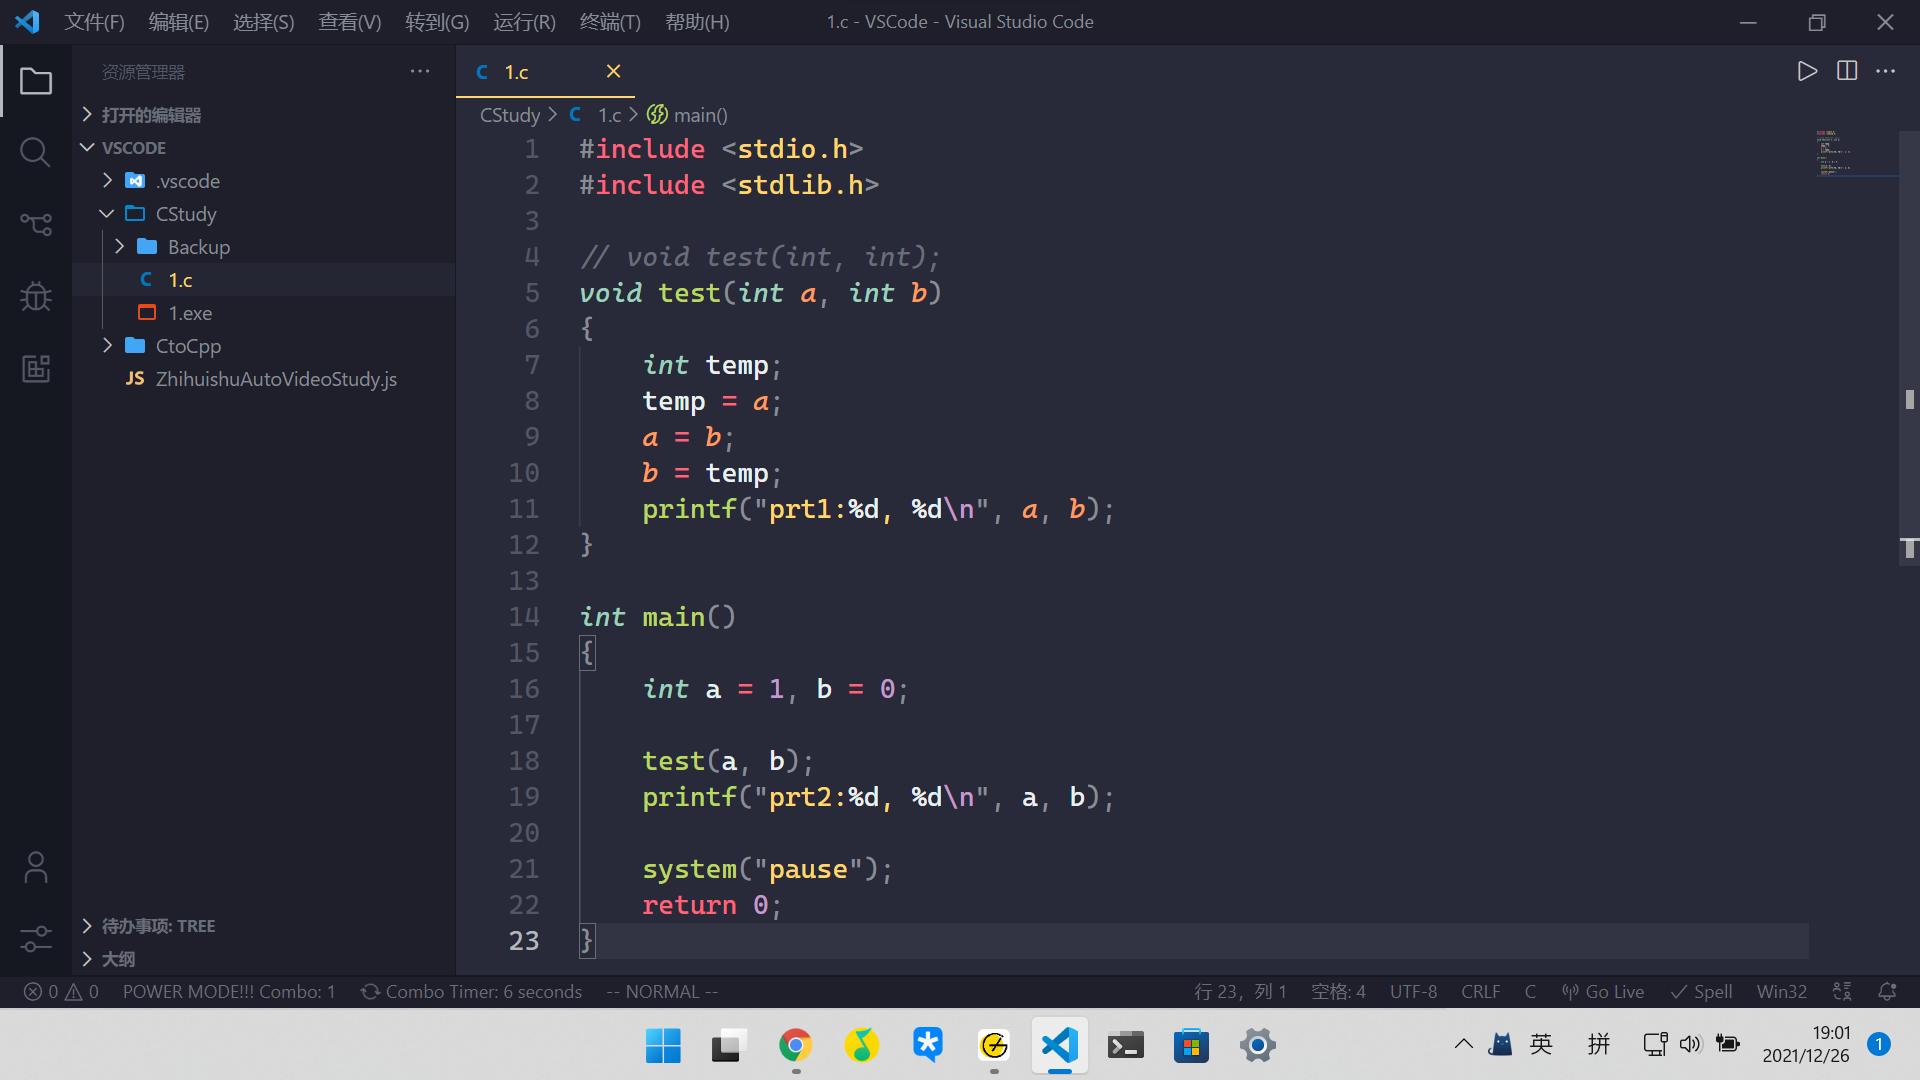 文件(F) 编辑(E) 选择(S) 查看(V) 转到(G) 运行(R) 终端(T) 帮助(H) 1.c - VSCode - Visual Studio Code
资源管理器
打开的编辑器
VSCODE
.vscode
CStudy
Backup
C 1.c
1.exe
CtoCpp
JS ZhihuishuAutoVideoStudy.js
待办事项: TREE
大纲
C 1.c
CStudy > C 1.c > main()
1 #include <stdio.h>
2 #include <stdlib.h>
3
4 // void test(int, int);
5 void test(int a, int b)
6 {
7 int temp;
8 temp = a;
9 a = b;
10 b = temp;
11 printf("prt1:%d, %d\n", a, b);
12 }
13
14 int main()
15 {
16 int a = 1, b = 0;
17
18 test(a, b);
19 printf("prt2:%d, %d\n", a, b);
20
21 system("pause");
22 return 0;
23 }
0 0 POWER MODE!!! Combo: 1 Combo Timer: 6 seconds -- NORMAL -- 行 23，列 1 空格: 4 UTF-8 CRLF C Go Live Spell Win32
英 拼 19:01 1
2021/12/26